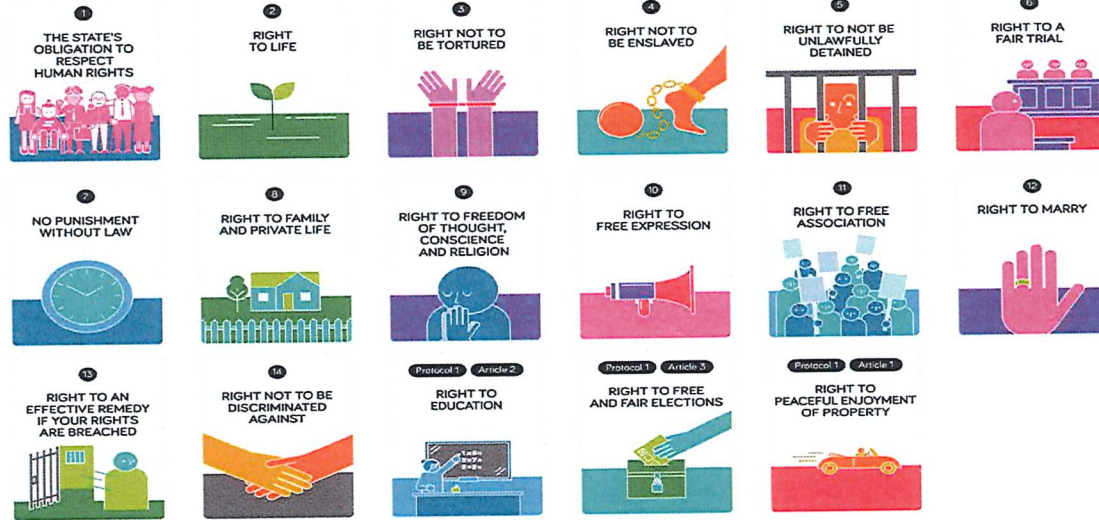 1
THE STATE'S
OBLIGATION TO
RESPECT
HUMAN RIGHTS
2
RIGHT
TO LIFE
3
RIGHT NOT TO
BE TORTURED
4
RIGHT NOT TO
BE ENSLAVED
5
RIGHT TO NOT BE
UNLAWFULLY
DETAINED
6
RIGHT TO A
FAIR TRIAL
7
NO PUNISHMENT
WITHOUT LAW
8
RIGHT TO FAMILY
AND PRIVATE LIFE
9
RIGHT TO FREEDOM
OF THOUGHT,
CONSCIENCE
AND RELIGION
10
RIGHT TO
FREE EXPRESSION
11
RIGHT TO FREE
ASSOCIATION
12
RIGHT TO MARRY
13
RIGHT TO AN
EFFECTIVE REMEDY
IF YOUR RIGHTS
ARE BREACHED
14
RIGHT NOT TO BE
DISCRIMINATED
AGAINST
Protocol 1 Article 2
RIGHT TO
EDUCATION
Protocol 1 Article 3
RIGHT TO FREE
AND FAIR ELECTIONS
Protocol 1 Article 1
RIGHT TO
PEACEFUL ENJOYMENT
OF PROPERTY